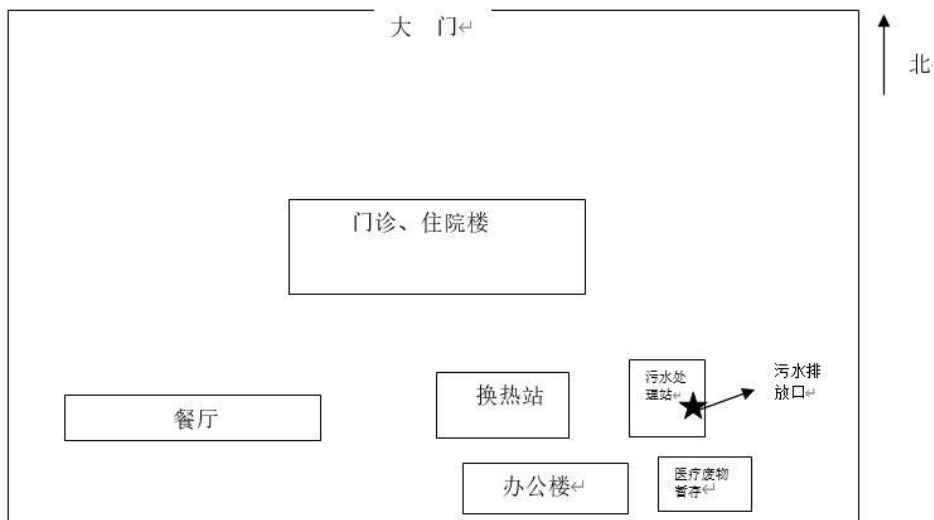 大 门
北
门诊、住院楼
换热站
污水处
理站
污水排
放口
餐厅
办公楼
医疗废物
暂存